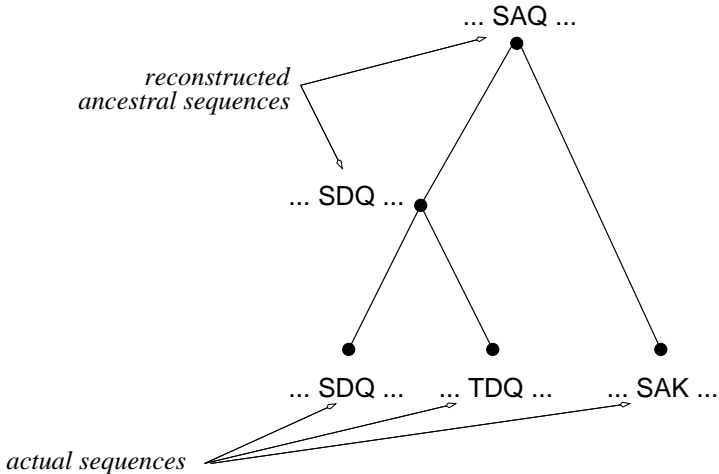 ... SAQ ...
reconstructed
ancestral sequences
... SDQ ...
... SDQ ... ... TDQ ... ... SAK ...
actual sequences